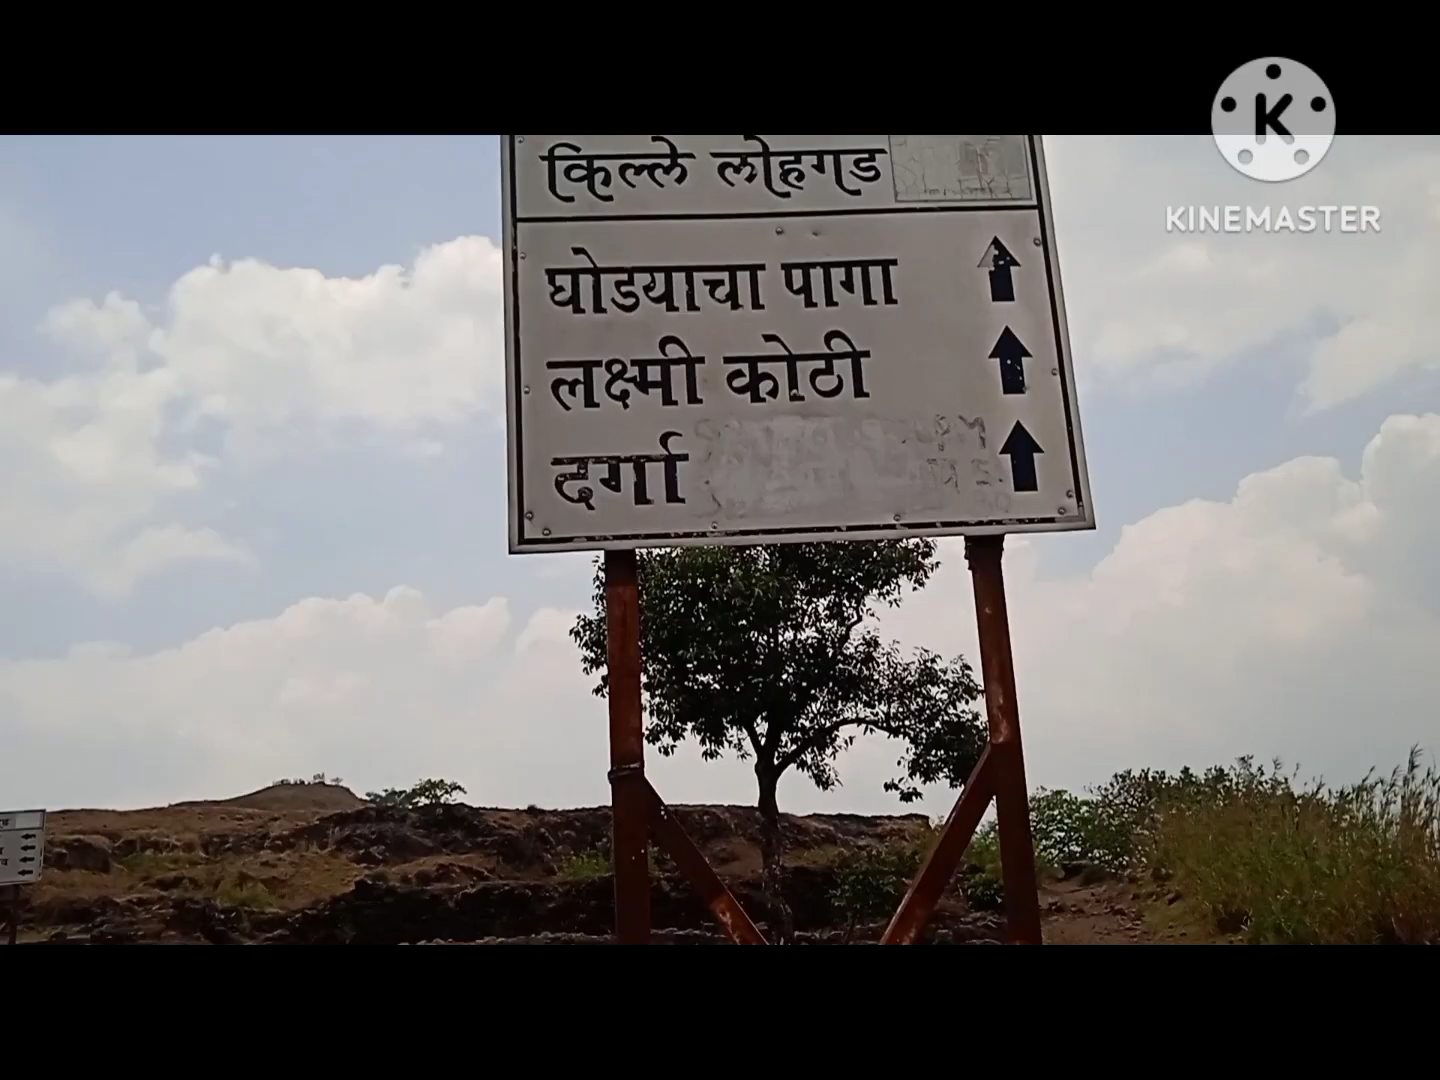 किल्ले लोहगड
घोडयाचा पागा
लक्ष्मी कोठी
दर्गा
KINEMASTER